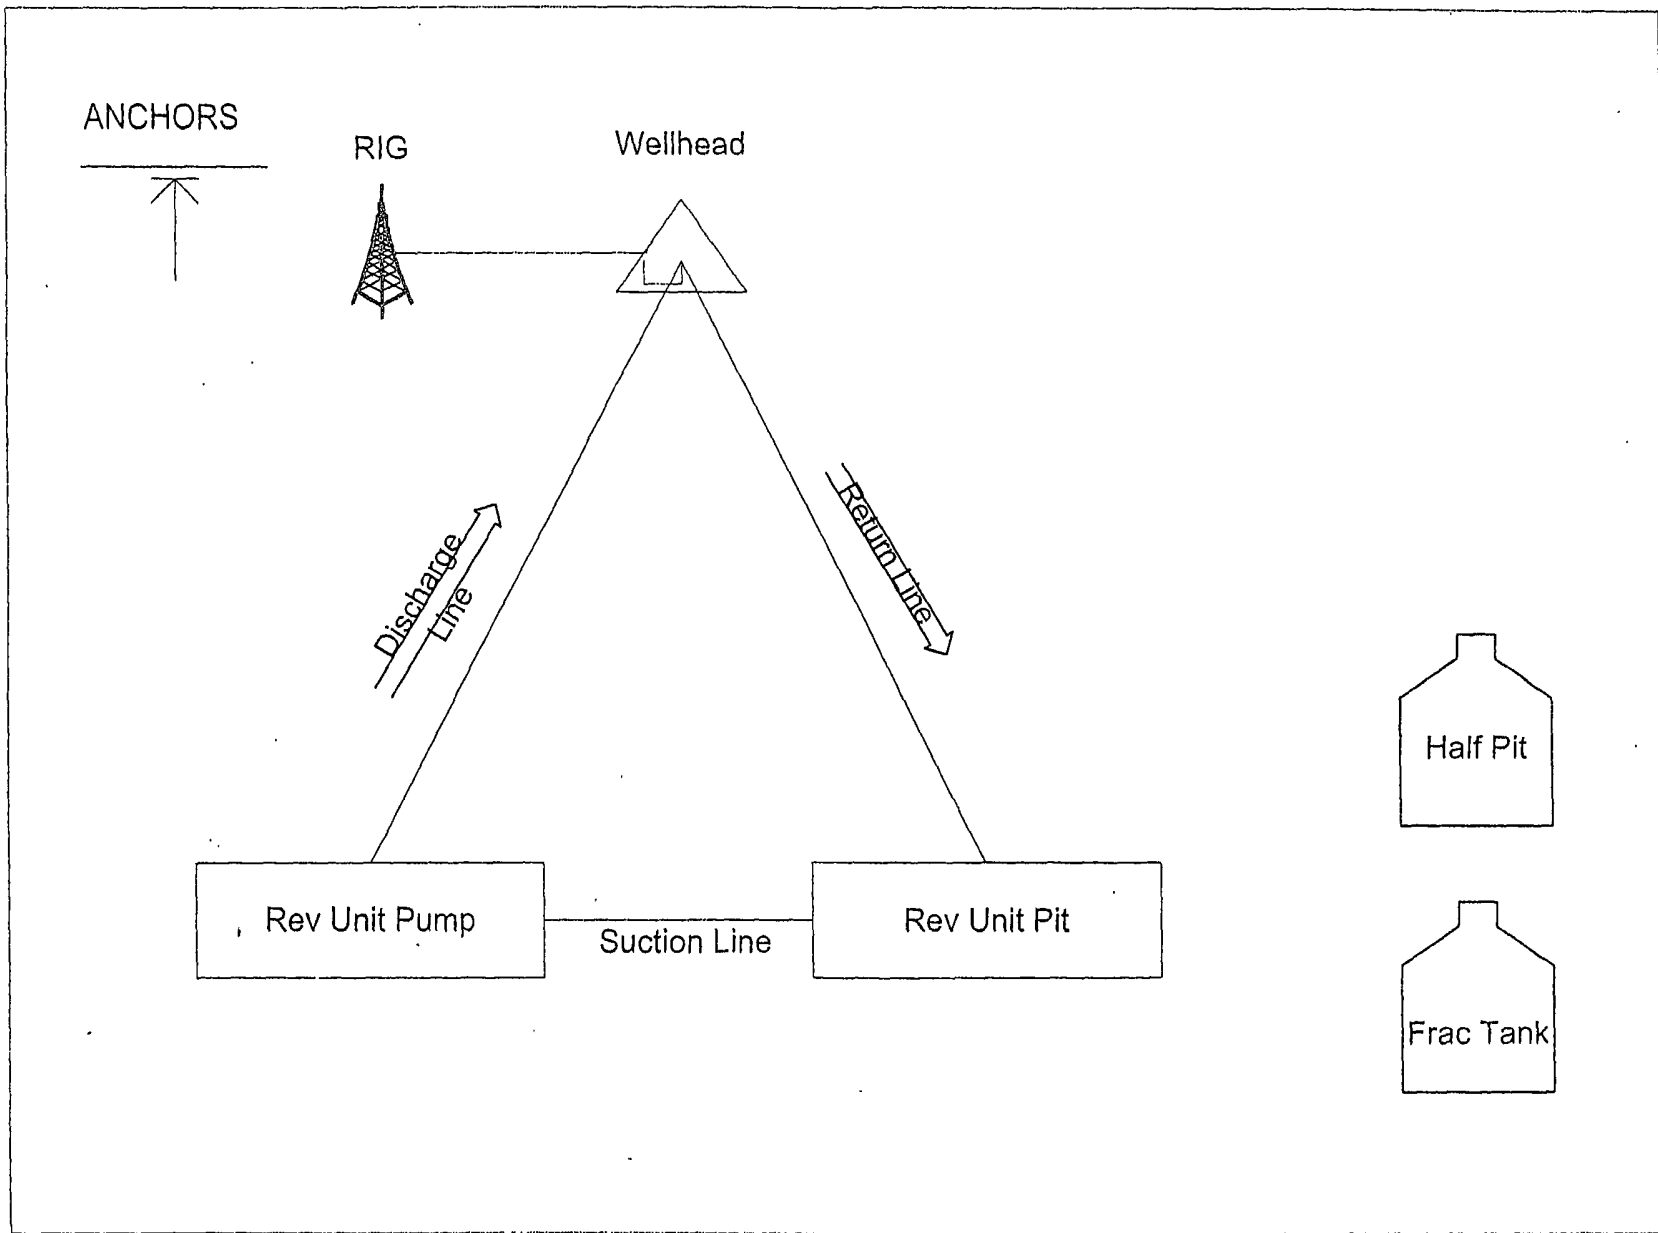 ANCHORS
RIG
Wellhead
Discharge
Line
Return Line
Half Pit
Rev Unit Pump
Suction Line
Rev Unit Pit
Frac Tank